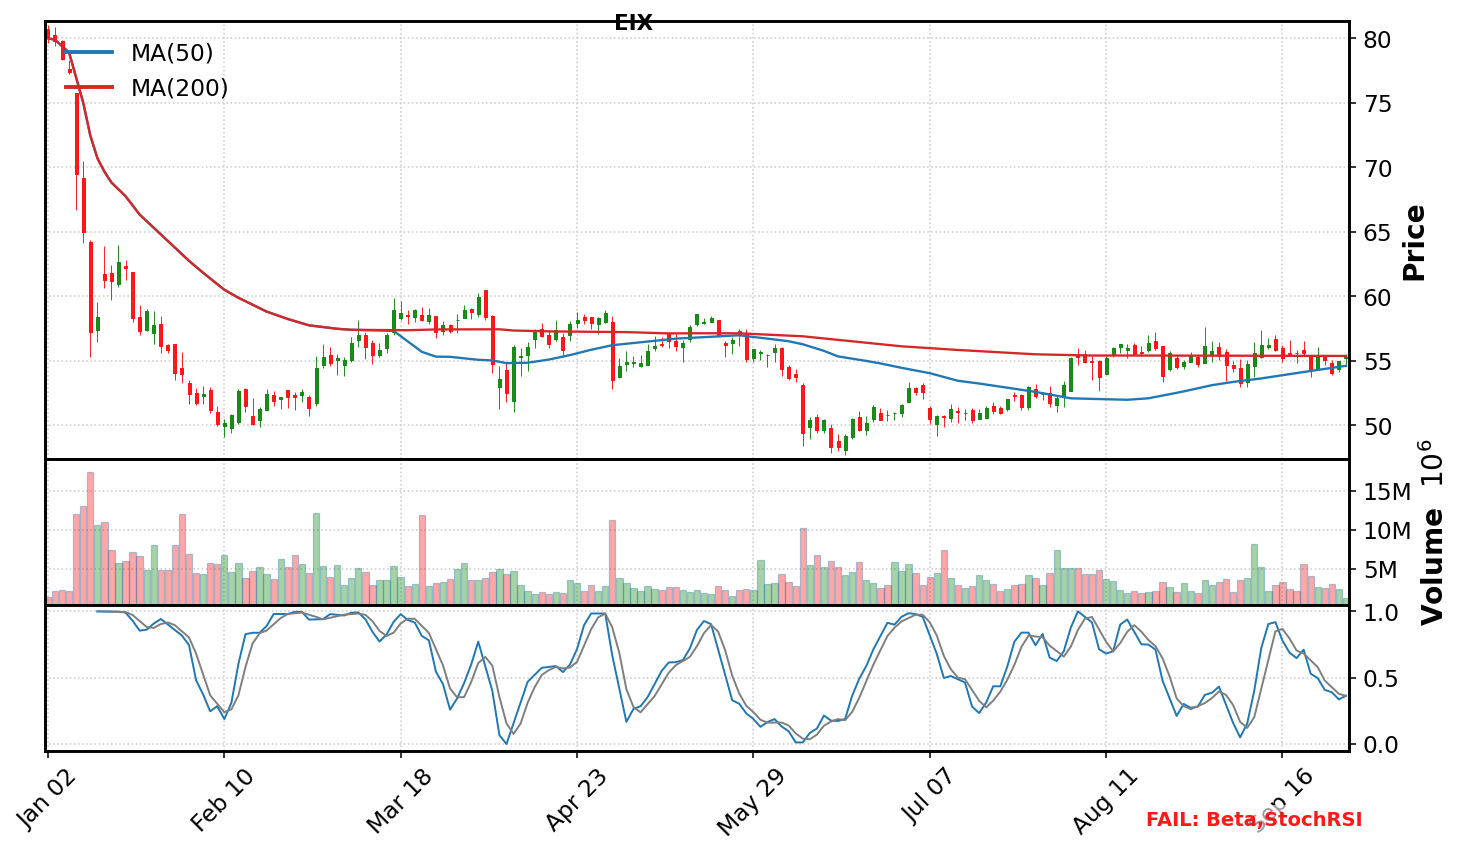 EIX
MA(50)
MA(200)
80
75
70
65
60
55
50
Price
15M
10M
5M
Volume 10^6
1.0
0.5
0.0
Jan 02
Feb 10
Mar 18
Apr 23
May 29
Jul 07
Aug 11
Sep 16
FAIL: Beta,StochRSI